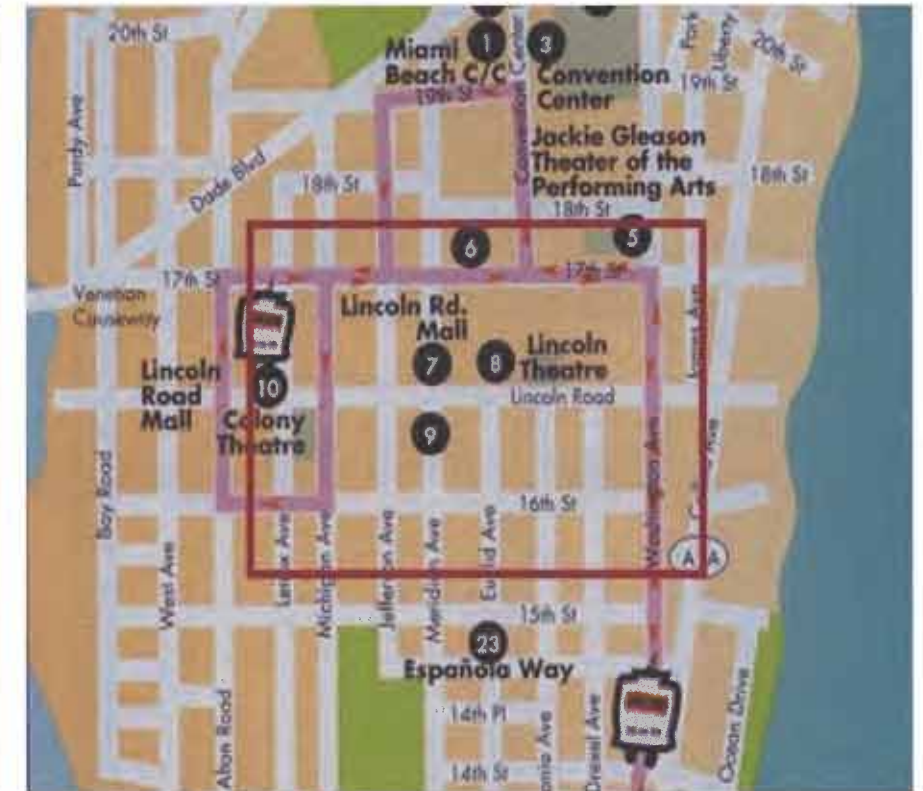 20th St
Miami
Beach C/C
1
3
Convention
Center
Convention Center
19th St
Park
Liberty
20th St
19th St
Purdy Ave
Dade Blvd
Jackie Gleason
Theater of the
Performing Arts
18th St
18th St
18th St
6
5
17th St
17th St
Venetian
Causeway
Lincoln Rd.
Mall
7
8
Lincoln
Theatre
Lincoln Road
Lincoln
Road
Mall
10
Colony
Theatre
9
James Ave
Washington Ave
Bay Road
West Ave
Lenox Ave
Michigan Ave
Jefferson Ave
Meridian Ave
Euclid Ave
16th St
A
A
15th St
23
Española Way
14th Pl
14th St
Alton Road
Drexel Ave
Ocean Drive